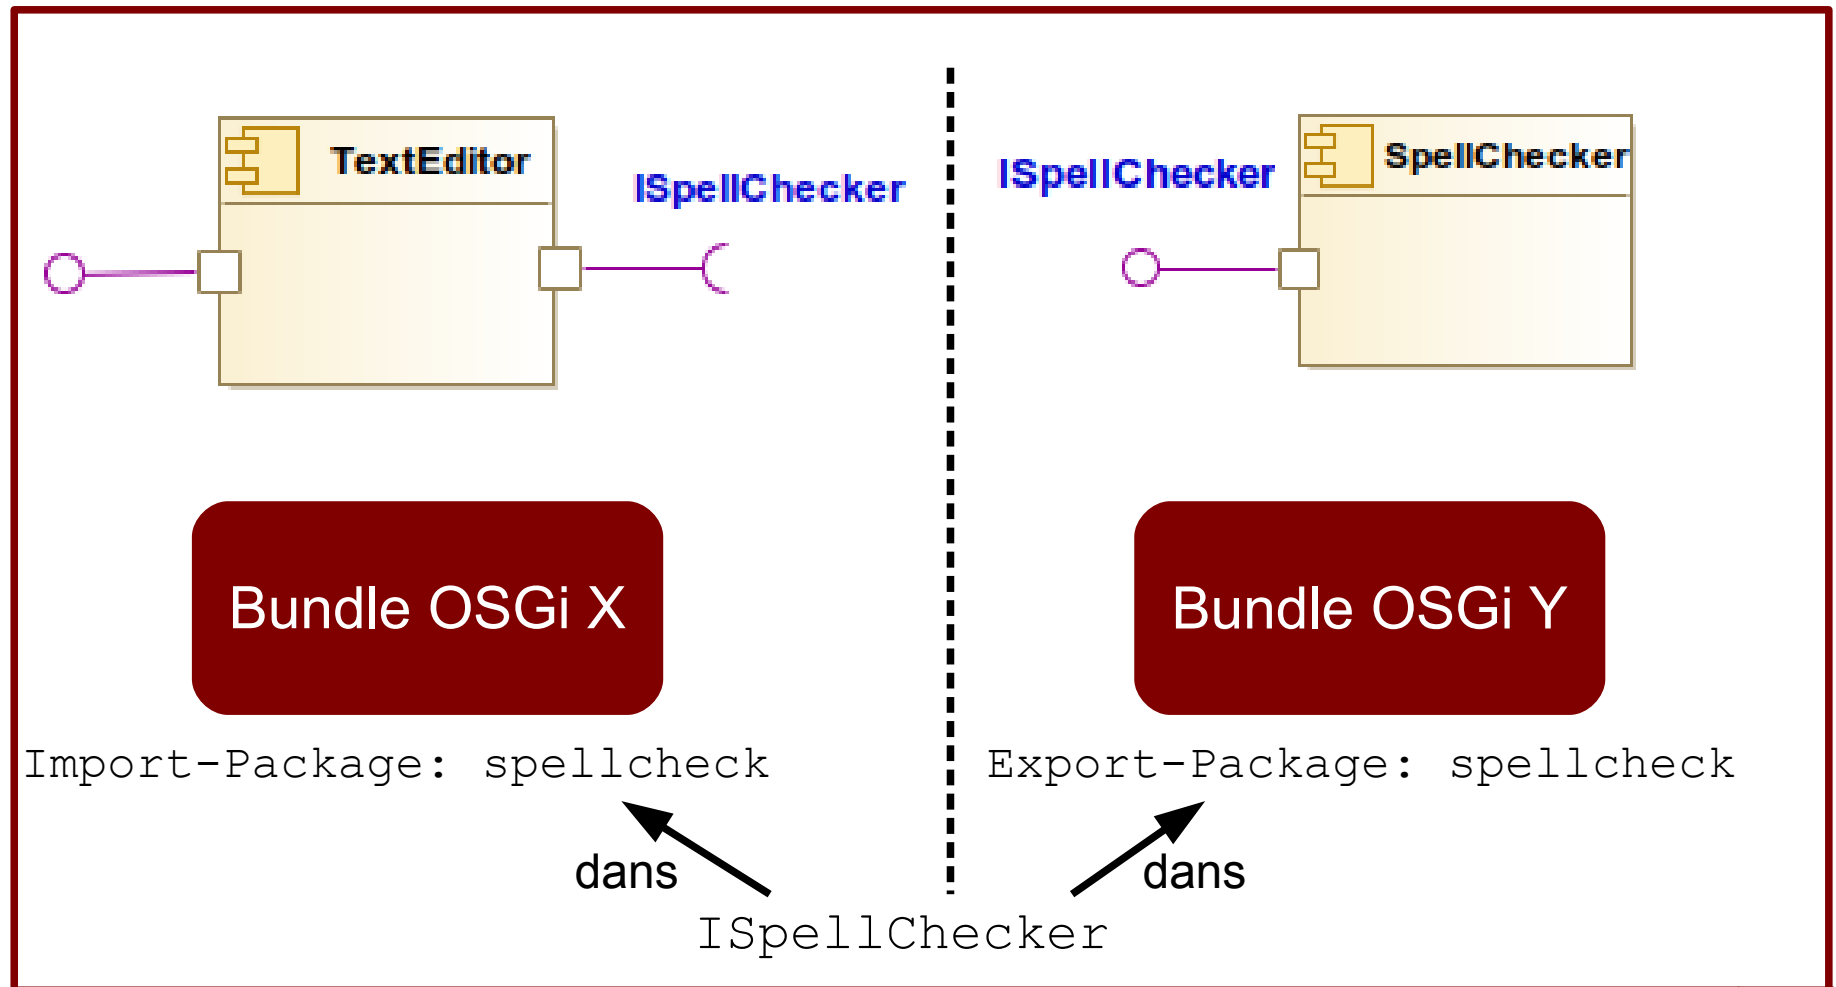 TextEditor
ISpellChecker
ISpellChecker
SpellChecker
Bundle OSGi X
Bundle OSGi Y
Import-Package: spellcheck
Export-Package: spellcheck
dans
dans
ISpellChecker